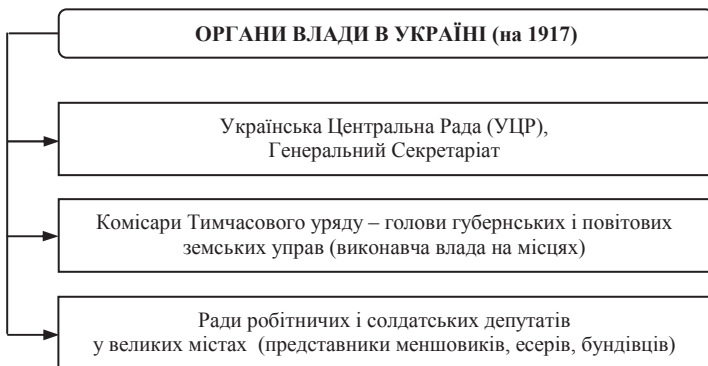 ОРГАНИ ВЛАДИ В УКРАЇНІ (на 1917)
Українська Центральна Рада (УЦР),
Генеральний Секретаріат
Комісари Тимчасового уряду – голови губернських і повітових
земських управ (виконавча влада на місцях)
Ради робітничих і солдатських депутатів
у великих містах (представники меншовиків, есерів, бундівців)